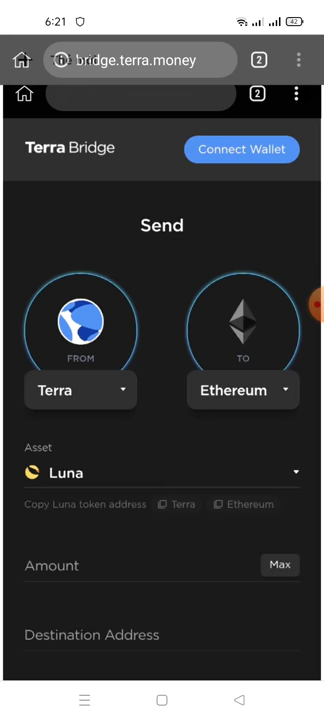 6:21
42
bridge.terra.money
2
2
Terra Bridge
Connect Wallet
Send
FROM
TO
Terra
Ethereum
Asset
Luna
Copy Luna token address Terra Ethereum
Amount
Max
Destination Address